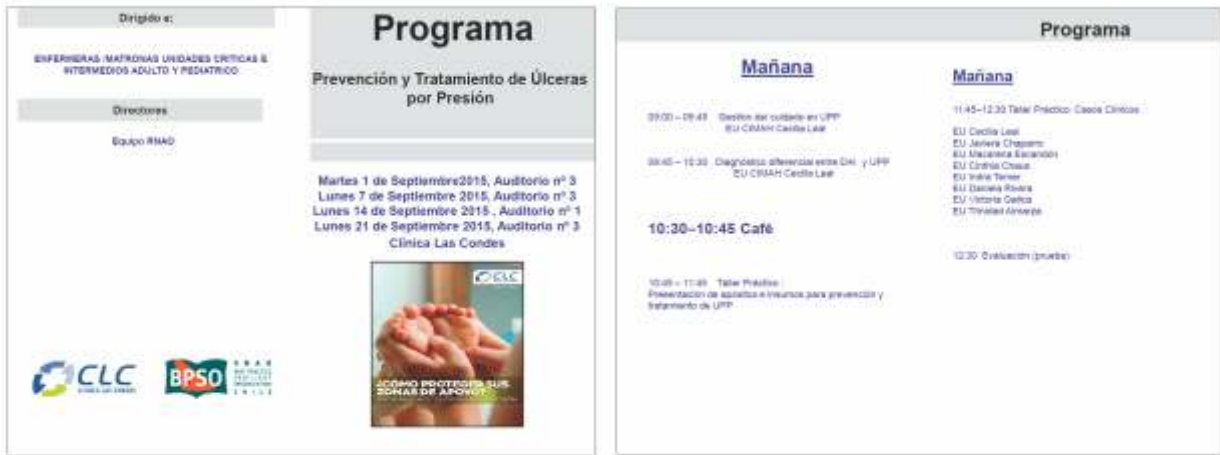 Dirigido a:
ENFERMERAS /MATRONAS UNIDADES CRITICAS E
INTERMEDIOS ADULTO Y PEDIATRICO
Directores
Equipo RNAO
CLC
CLINICA LAS CONDES
BPSO
CHILE
Programa
Prevención y Tratamiento de Úlceras
por Presión
Martes 1 de Septiembre2015, Auditorio nº 3
Lunes 7 de Septiembre 2015, Auditorio nº 3
Lunes 14 de Septiembre 2015 , Auditorio nº 1
Lunes 21 de Septiembre 2015, Auditorio nº 3
Clínica Las Condes
CLC
¿COMO PROTEGER SUS
ZONAS DE APOYO?
Programa
Mañana
09:00 – 09:45 Gestión del cuidado en UPP
EU CIMAH Cecilia Leal
09:45 – 10:30 Diagnóstico diferencial entre DAI y UPP
EU CIMAH Cecilia Leal
10:30–10:45 Café
10:45 – 11:45 Taller Práctico :
Presentación de apósitos e insumos para prevención y
tratamiento de UPP
Mañana
11:45–12:30 Taller Práctico: Casos Clínicos
EU Cecilia Leal
EU Javiera Chaparro
EU Macarena Escandón
EU Cinthia Chaus
EU Indira
EU Daniela Rivera
EU Victoria
EU Trinidad
12:30 Evaluación (prueba)